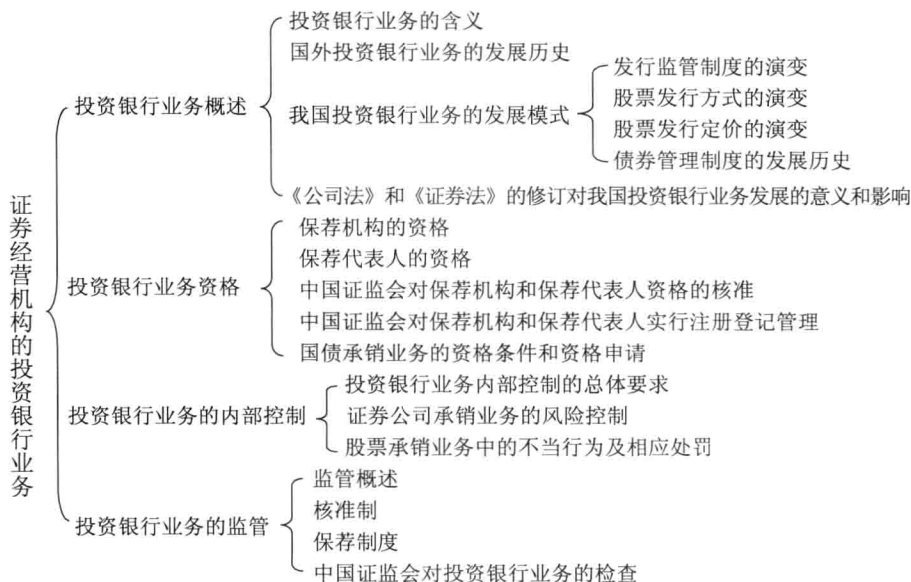 证券经营机构的投资银行业务
投资银行业务概述
投资银行业务的含义
国外投资银行业务的发展历史
我国投资银行业务的发展模式
发行监管制度的演变
股票发行方式的演变
股票发行定价的演变
债券管理制度的发展历史
《公司法》和《证券法》的修订对我国投资银行业务发展的意义和影响
投资银行业务资格
保荐机构的资格
保荐代表人的资格
中国证监会对保荐机构和保荐代表人资格的核准
中国证监会对保荐机构和保荐代表人实行注册登记管理
国债承销业务的资格条件和资格申请
投资银行业务的内部控制
投资银行业务内部控制的总体要求
证券公司承销业务的风险控制
股票承销业务中的不当行为及相应处罚
投资银行业务的监管
监管概述
核准制
保荐制度
中国证监会对投资银行业务的检查